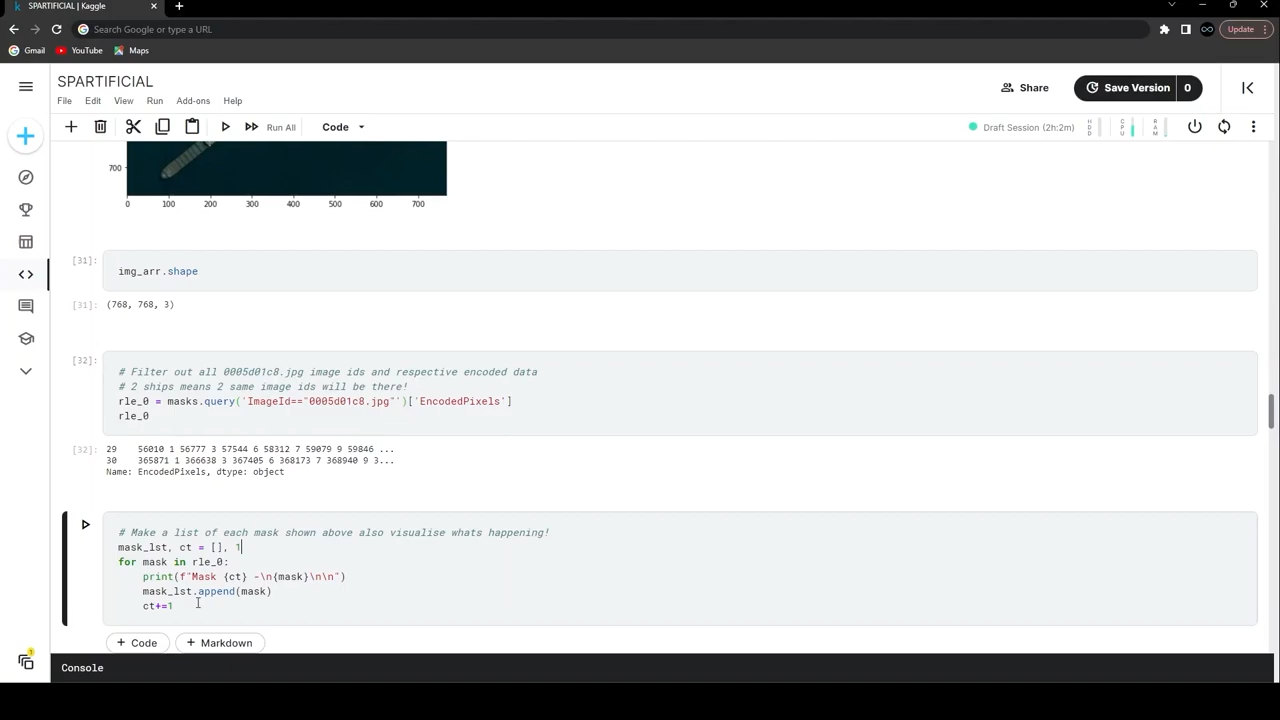 SPARTIFICIAL | Kaggle
Search Google or type a URL
Update
Gmail YouTube Maps
SPARTIFICIAL
File Edit View Run Add-ons Help
Share
Save Version 0
Run All Code
Draft Session (2h:2m)
HDD CPU RAM
700
0 100 200 300 400 500 600 700
[31]:
img_arr.shape
[31]: (768, 768, 3)
[32]:
# Filter out all 0005d01c8.jpg image ids and respective encoded data
# 2 ships means 2 same image ids will be there!
rle_0 = masks.query('ImageId=="0005d01c8.jpg"')['EncodedPixels']
rle_0
[32]: 29 56010 1 56777 3 57544 6 58312 7 59079 9 59846 ...
30 365871 1 366638 3 367405 6 368173 7 368940 9 3...
Name: EncodedPixels, dtype: object
# Make a list of each mask shown above also visualise whats happening!
mask_lst, ct = [], 1
for mask in rle_0:
print(f"Mask {ct} -\n{mask}\n\n")
mask_lst.append(mask)
ct+=1
+ Code + Markdown
1
Console